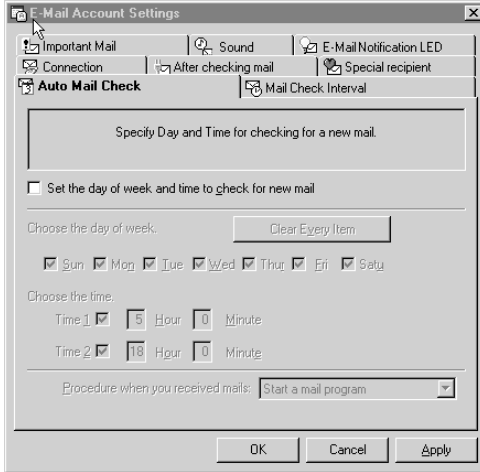 E-Mail Account Settings
Important Mail Sound E-Mail Notification LED
Connection After checking mail Special recipient
Auto Mail Check Mail Check Interval
Specify Day and Time for checking for a new mail.
Set the day of week and time to check for new mail
Choose the day of week. Clear Every Item
Sun Mon Tue Wed Thur Fri Satu
Choose the time.
Time 1 5 Hour 0 Minute
Time 2 18 Hour 0 Minute
Procedure when you received mails: Start a mail program
OK Cancel Apply